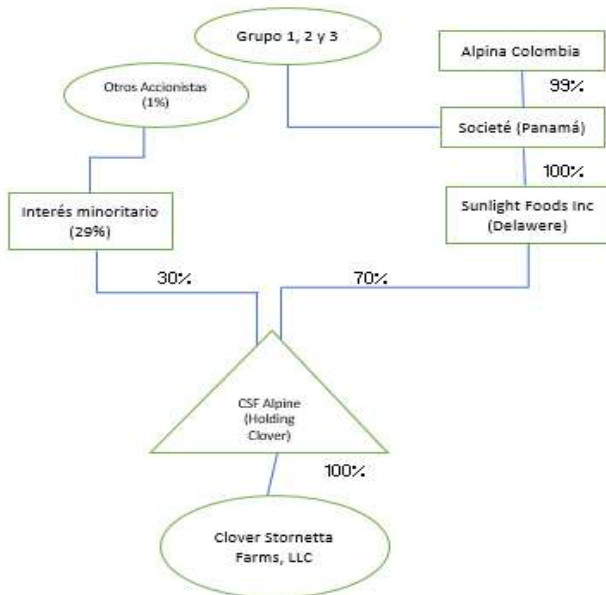 Grupo 1, 2 y 3
Alpina Colombia
Otros Accionistas
(1%)
99%
Societé (Panamá)
100%
Interés minoritario
(29%)
Sunlight Foods Inc
(Delawere)
30%
70%
CSF Alpine
(Holding
Clover)
100%
Clover Stornetta
Farms, LLC